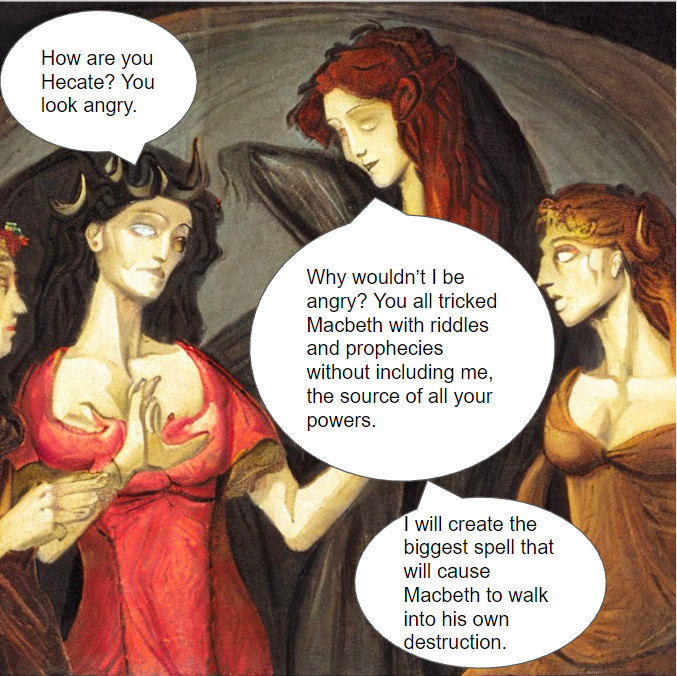 How are you
Hecate? You
look angry.
Why wouldn’t I be
angry? You all tricked
Macbeth with riddles
and prophecies
without including me,
the source of all your
powers.
I will create the
biggest spell that
will cause
Macbeth to walk
into his own
destruction.